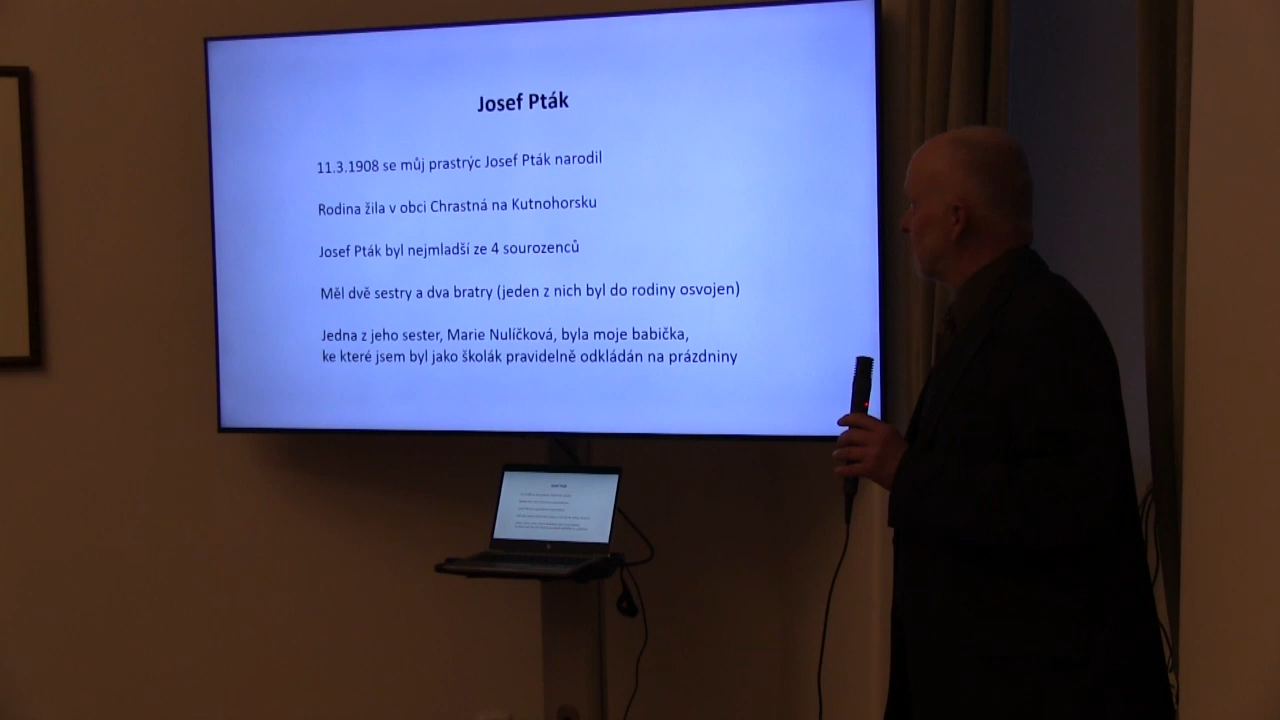 Josef Pták
11.3.1908 se můj prastrýc Josef Pták narodil
Rodina žila v obci Chrastná na Kutnohorsku
Josef Pták byl nejmladší ze 4 sourozenců
Měl dvě sestry a dva bratry (jeden z nich byl do rodiny osvojen)
Jedna z jeho sester, Marie Nulíčková, byla moje babička,
ke které jsem byl jako školák pravidelně odkládán na prázdniny